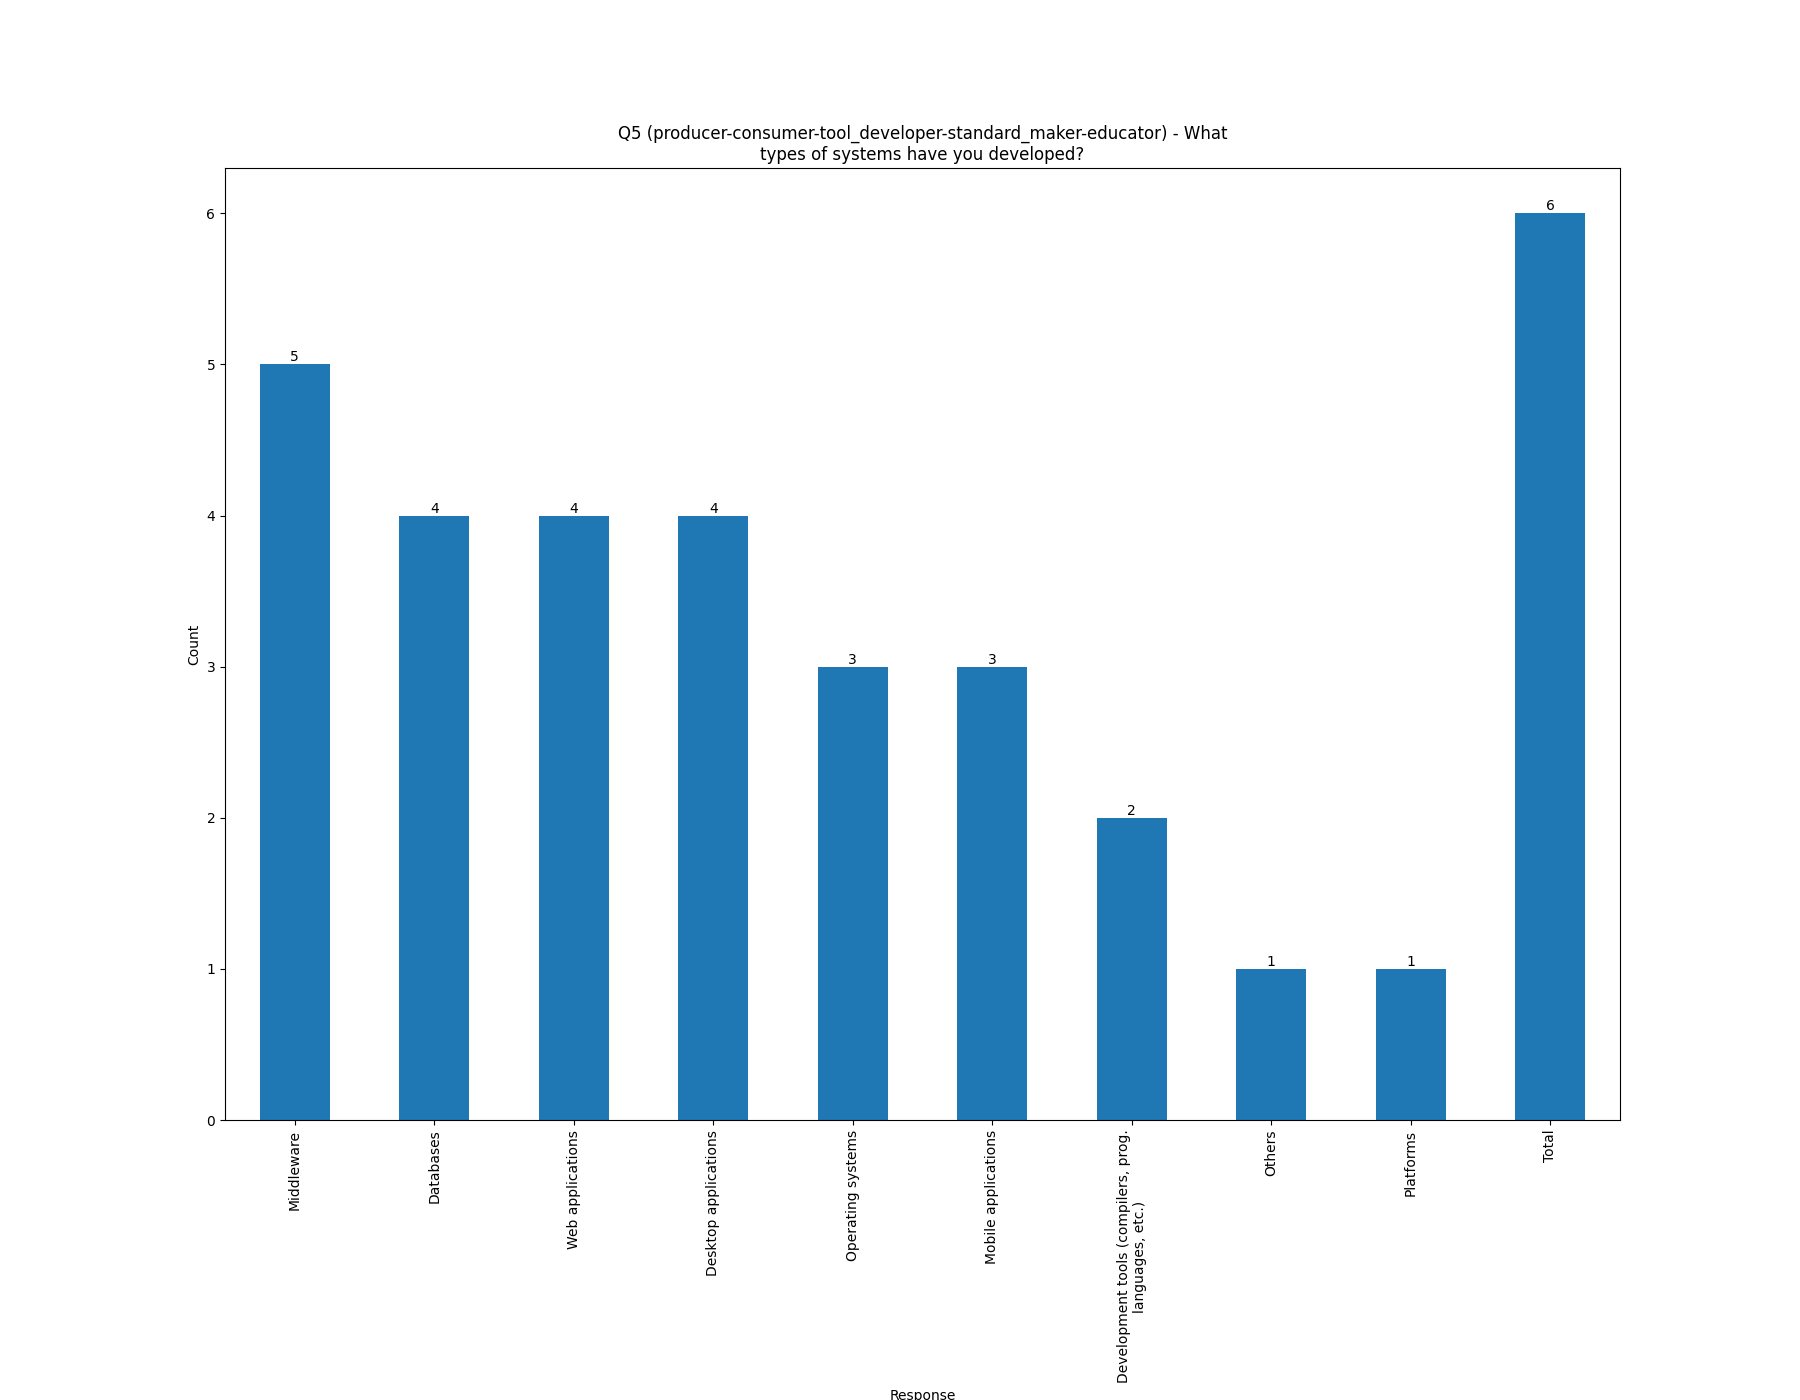 Q5 (producer-consumer-tool_developer-standard_maker-educator) - What
types of systems have you developed?
6
5
4
3
2
1
0
Count
5
4
4
4
3
3
2
1
1
6
Middleware
Databases
Web applications
Desktop applications
Operating systems
Mobile applications
Development tools (compilers, prog.
languages, etc.)
Others
Platforms
Total
Response